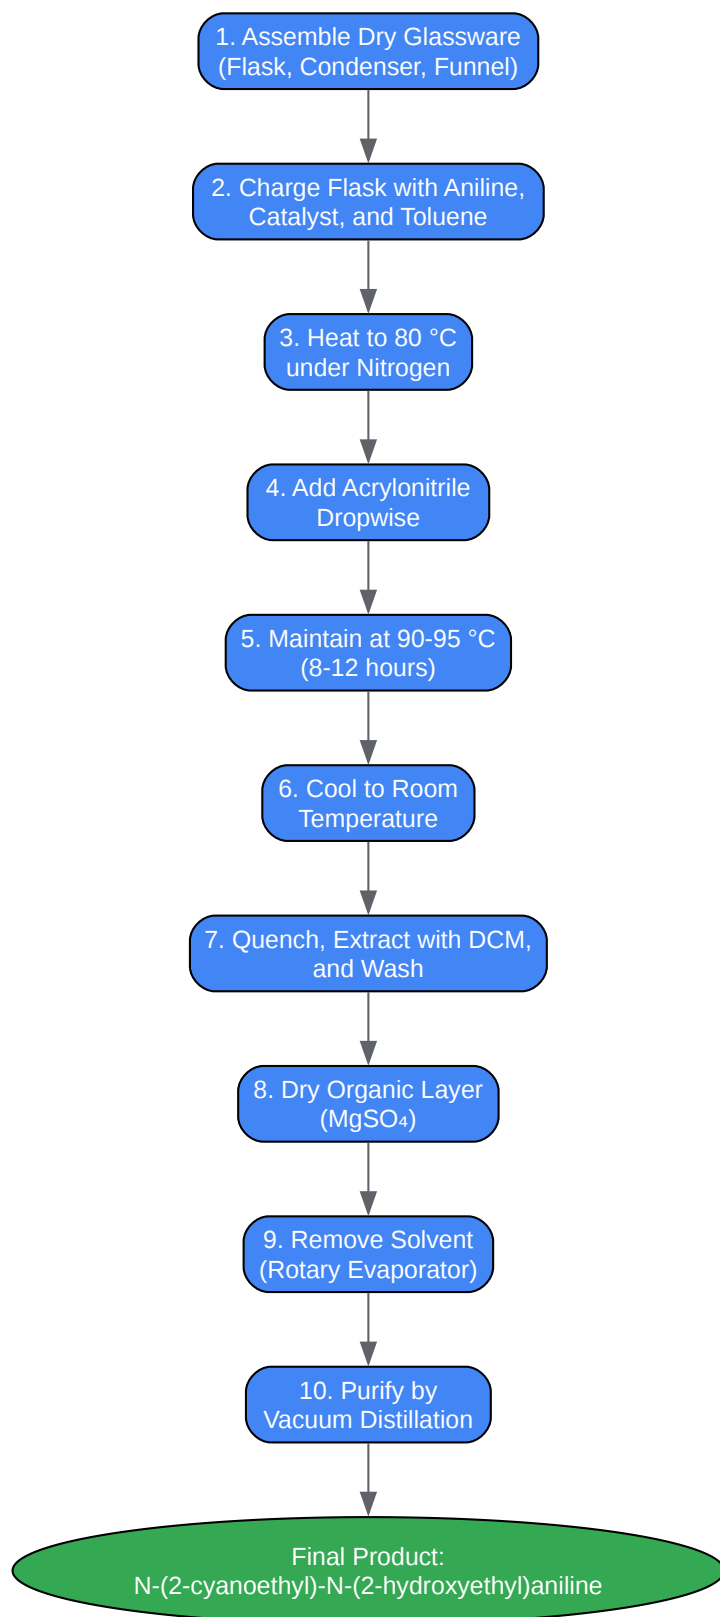 1. Assemble Dry Glassware
(Flask, Condenser, Funnel)
2. Charge Flask with Aniline,
Catalyst, and Toluene
3. Heat to 80 °C
under Nitrogen
4. Add Acrylonitrile
Dropwise
5. Maintain at 90-95 °C
(8-12 hours)
6. Cool to Room
Temperature
7. Quench, Extract with DCM,
and Wash
8. Dry Organic Layer
(MgSO₄)
9. Remove Solvent
(Rotary Evaporator)
10. Purify by
Vacuum Distillation
Final Product:
N-(2-cyanoethyl)-N-(2-hydroxyethyl)aniline